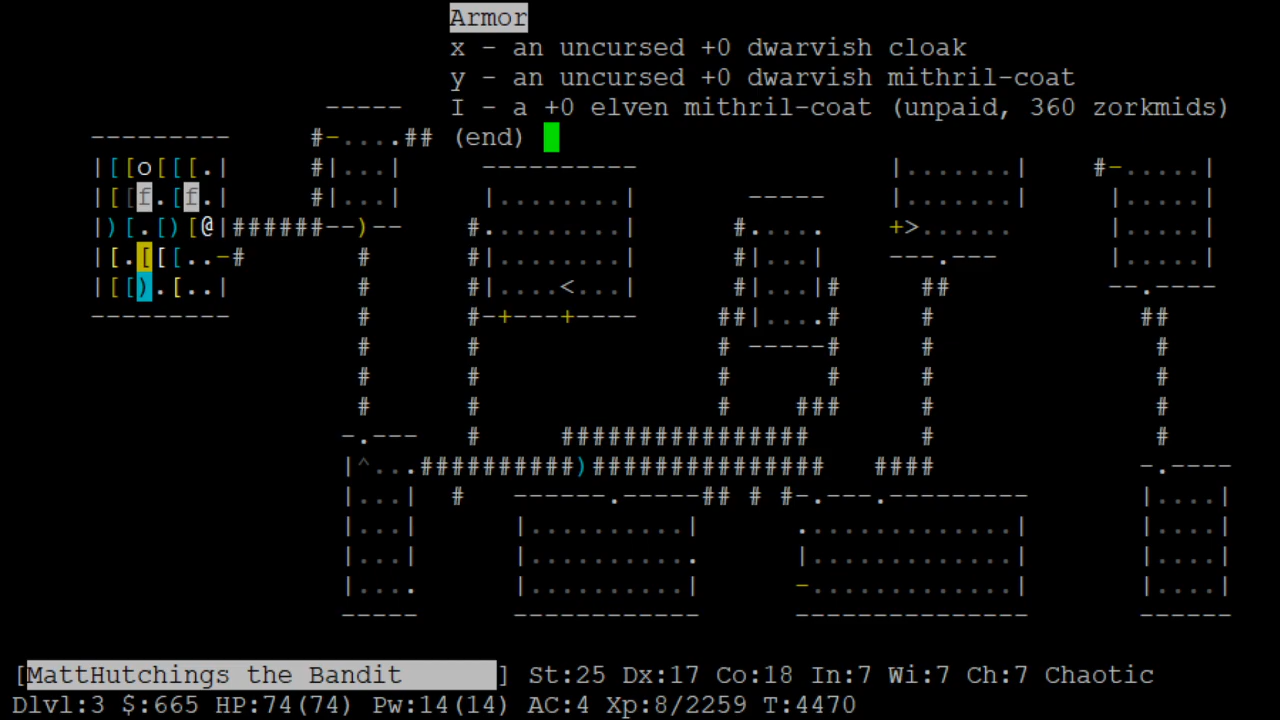 Armor
x - an uncursed +0 dwarvish cloak
y - an uncursed +0 dwarvish mithril-coat
I - a +0 elven mithril-coat (unpaid, 360 zorkmids)
(end)
[MattHutchings the Bandit ] St:25 Dx:17 Co:18 In:7 Wi:7 Ch:7 Chaotic
Dlvl:3 $:665 HP:74(74) Pw:14(14) AC:4 Xp:8/2259 T:4470